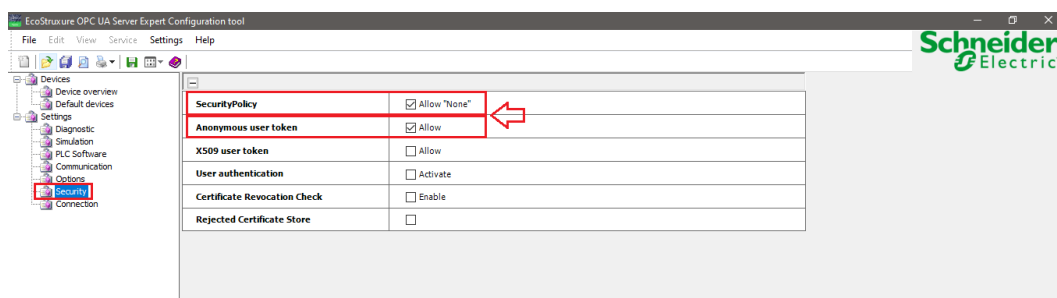 EcoStruxure OPC UA Server Expert Configuration tool
File Edit View Service Settings Help
Schneider
Electric
Devices
Device overview
Default devices
Settings
Diagnostic
Simulation
PLC Software
Communication
Options
Security
Connection
SecurityPolicy Allow "None"
Anonymous user token Allow
X509 user token Allow
User authentication Activate
Certificate Revocation Check Enable
Rejected Certificate Store